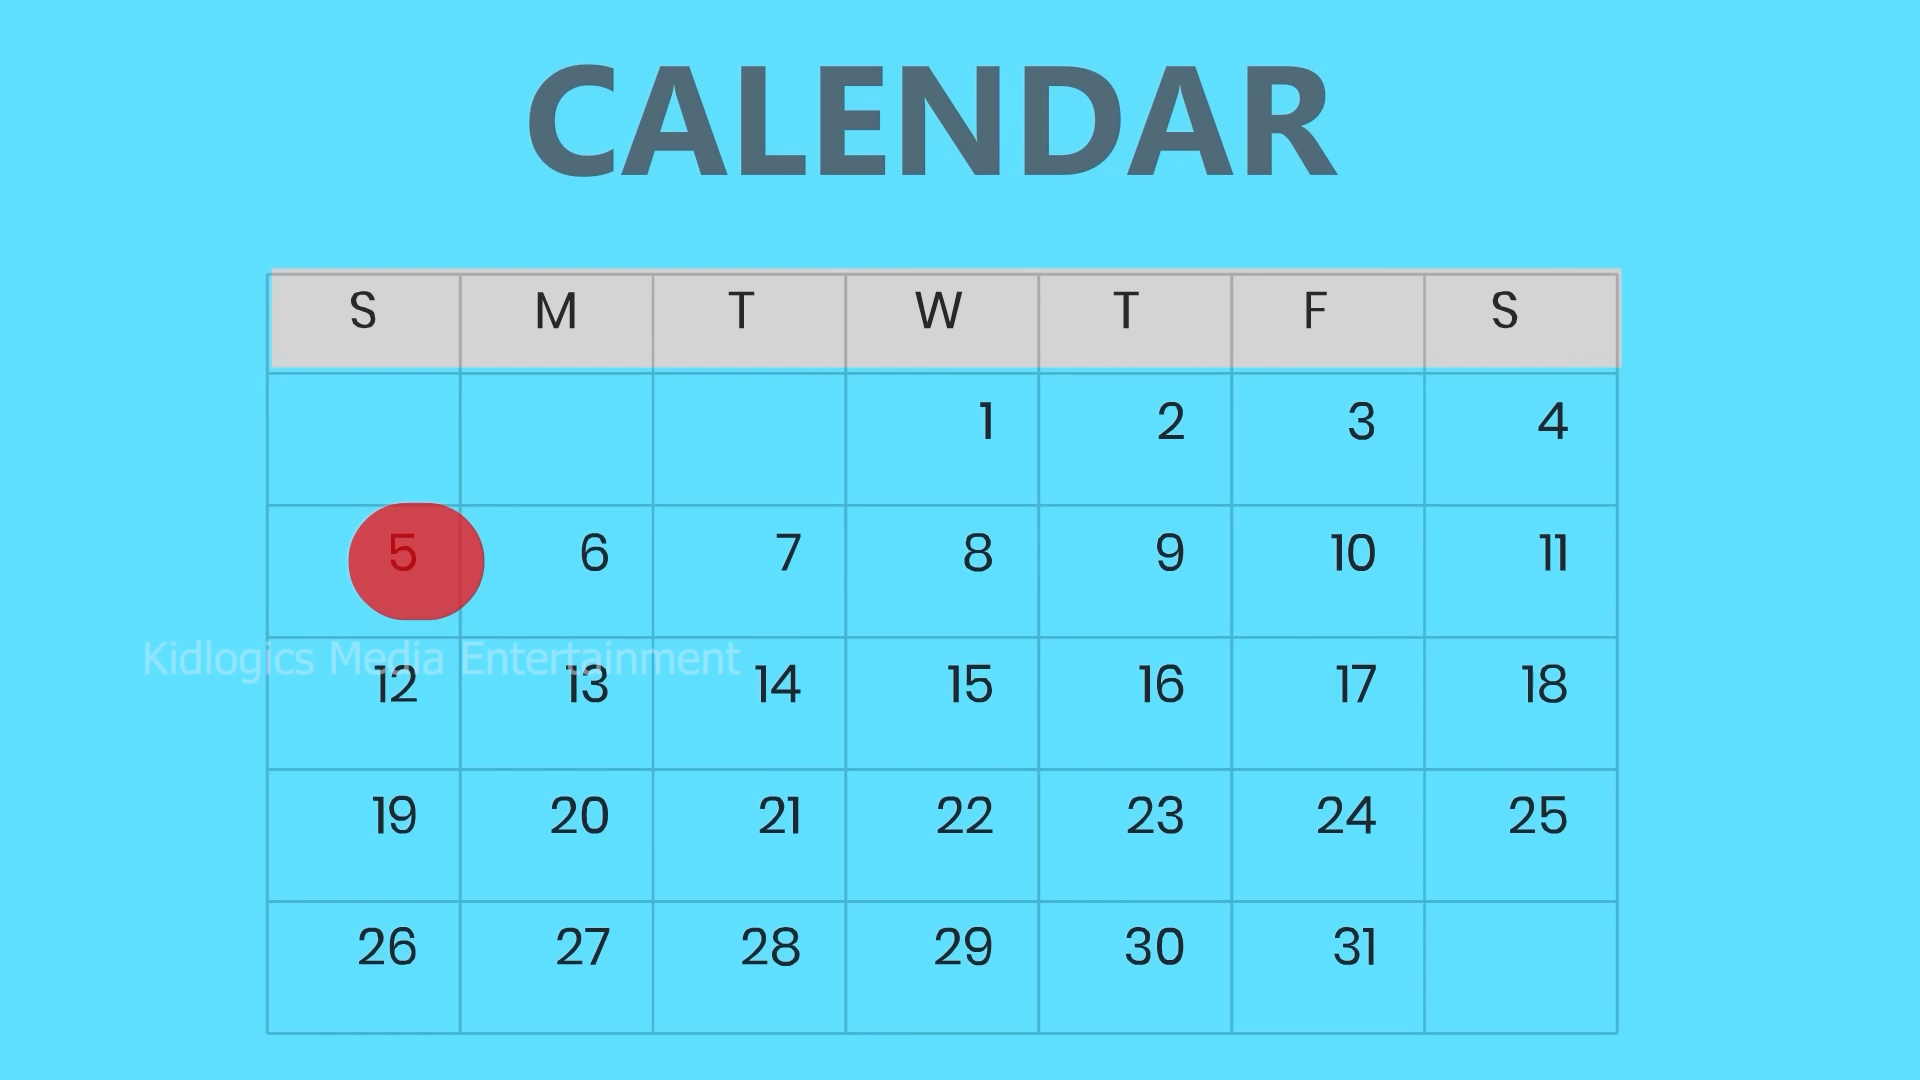 CALENDAR
S M T W T F S
1 2 3 4
5 6 7 8 9 10 11
Kidlogics Media Entertainment
12 13 14 15 16 17 18
19 20 21 22 23 24 25
26 27 28 29 30 31